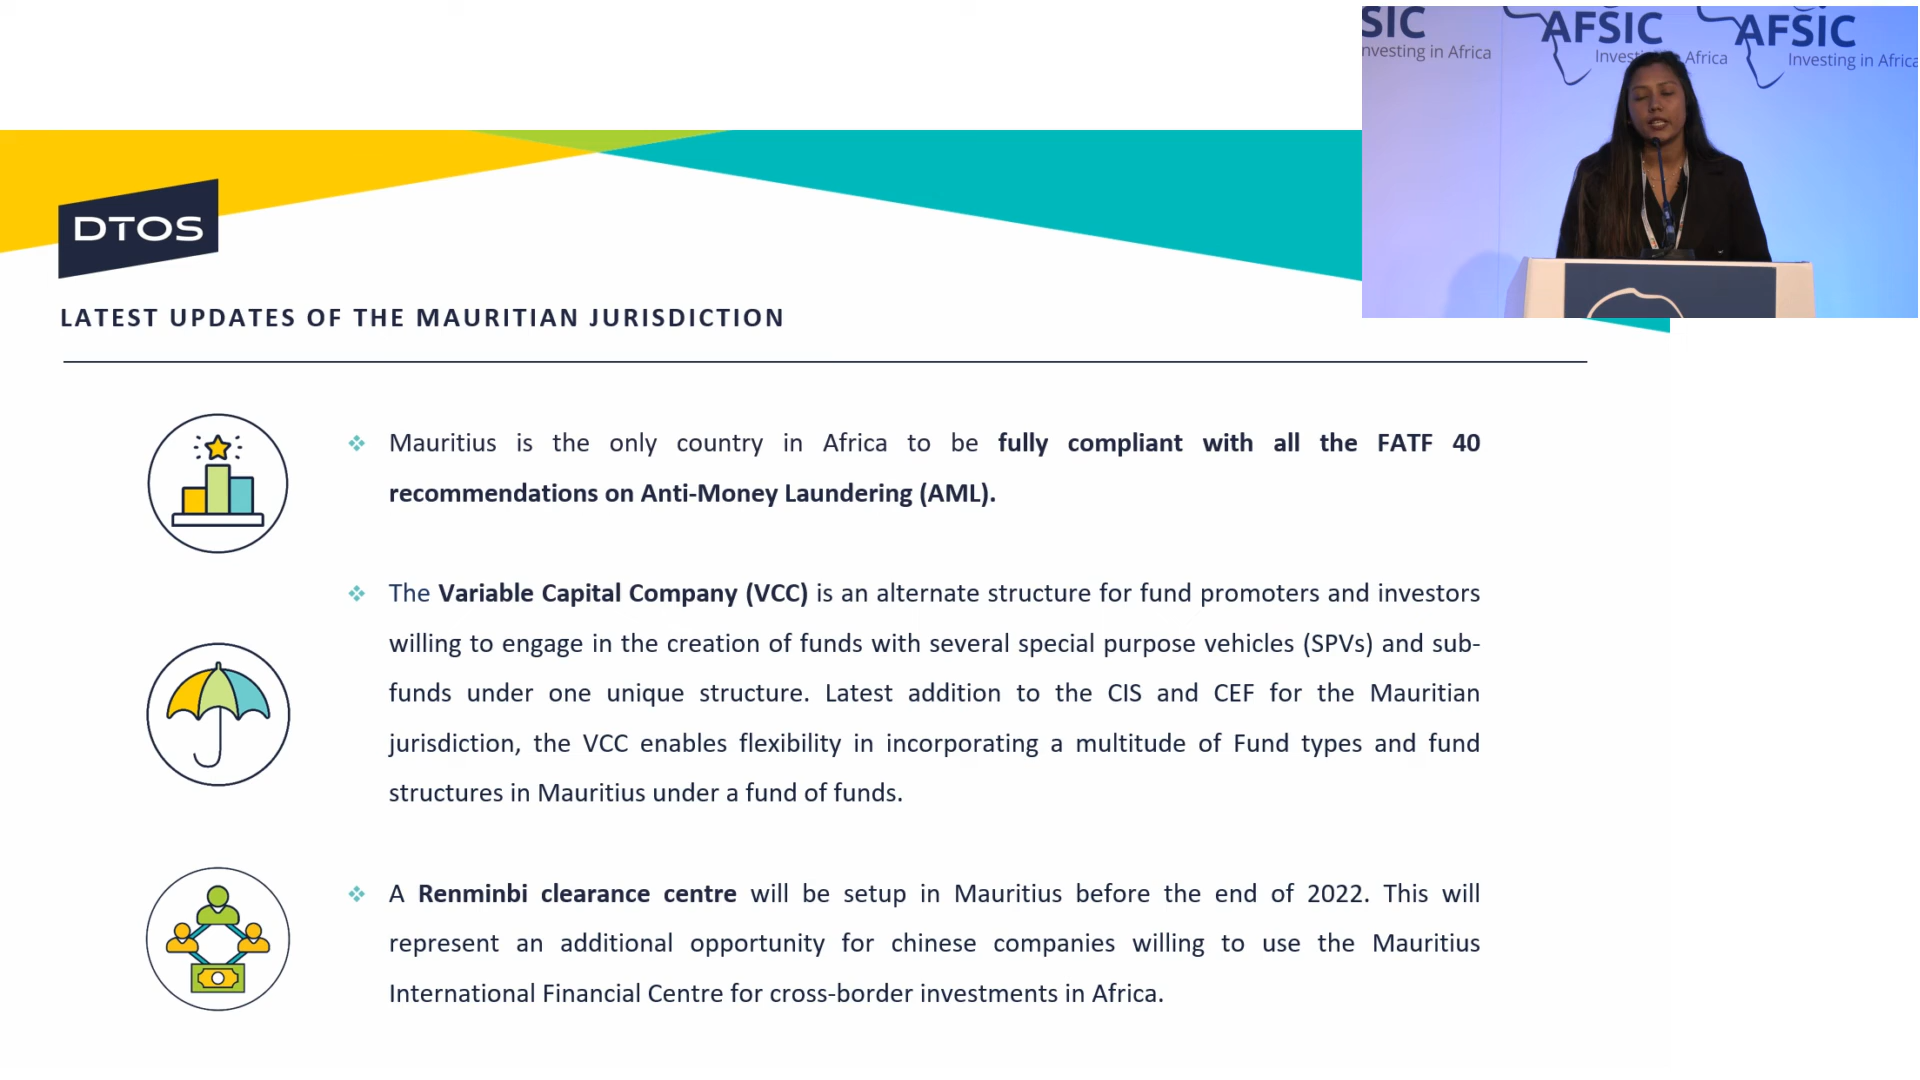 SIC
nvesting in Africa
AFSIC
Africa
AFSIC
Investing in Africa
DTOS
LATEST UPDATES OF THE MAURITIAN JURISDICTION
Mauritius is the only country in Africa to be fully compliant with all the FATF 40
recommendations on Anti-Money Laundering (AML).
The Variable Capital Company (VCC) is an alternate structure for fund promoters and investors
willing to engage in the creation of funds with several special purpose vehicles (SPVs) and sub-
funds under one unique structure. Latest addition to the CIS and CEF for the Mauritian
jurisdiction, the VCC enables flexibility in incorporating a multitude of Fund types and fund
structures in Mauritius under a fund of funds.
A Renminbi clearance centre will be setup in Mauritius before the end of 2022. This will
represent an additional opportunity for chinese companies willing to use the Mauritius
International Financial Centre for cross-border investments in Africa.